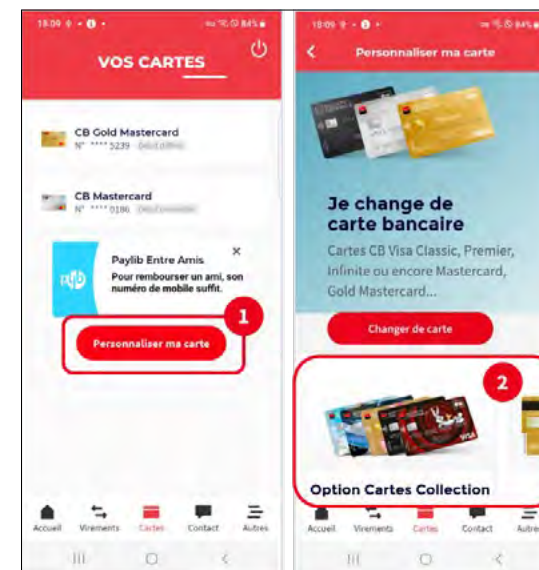 18:09
84%
VOS CARTES
CB Gold Mastercard
N° **** 5239
CB Mastercard
N° **** 0186
Paylib
Paylib Entre Amis
Pour rembourser un ami, son
numéro de mobile suffit.
1
Personnaliser ma carte
Accueil
Virements
Cartes
Contact
Autres
18:09
84%
Personnaliser ma carte
Je change de
carte bancaire
Cartes CB Visa Classic, Premier,
Infinite ou encore Mastercard,
Gold Mastercard...
Changer de carte
2
VISA
Option Cartes Collection
Accueil
Virements
Cartes
Contact
Autres